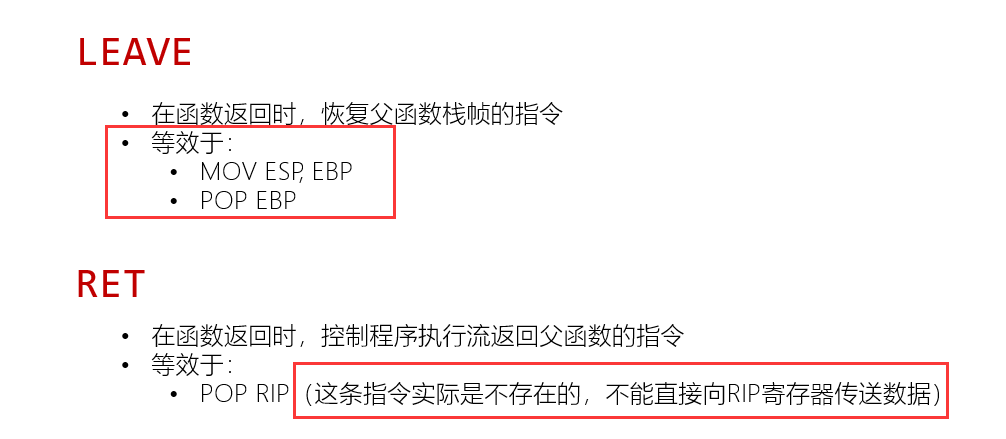 LEAVE
• 在函数返回时，恢复父函数栈帧的指令
• 等效于：
• MOV ESP, EBP
• POP EBP
RET
• 在函数返回时，控制程序执行流返回父函数的指令
• 等效于：
• POP RIP（这条指令实际是不存在的，不能直接向RIP寄存器传送数据）